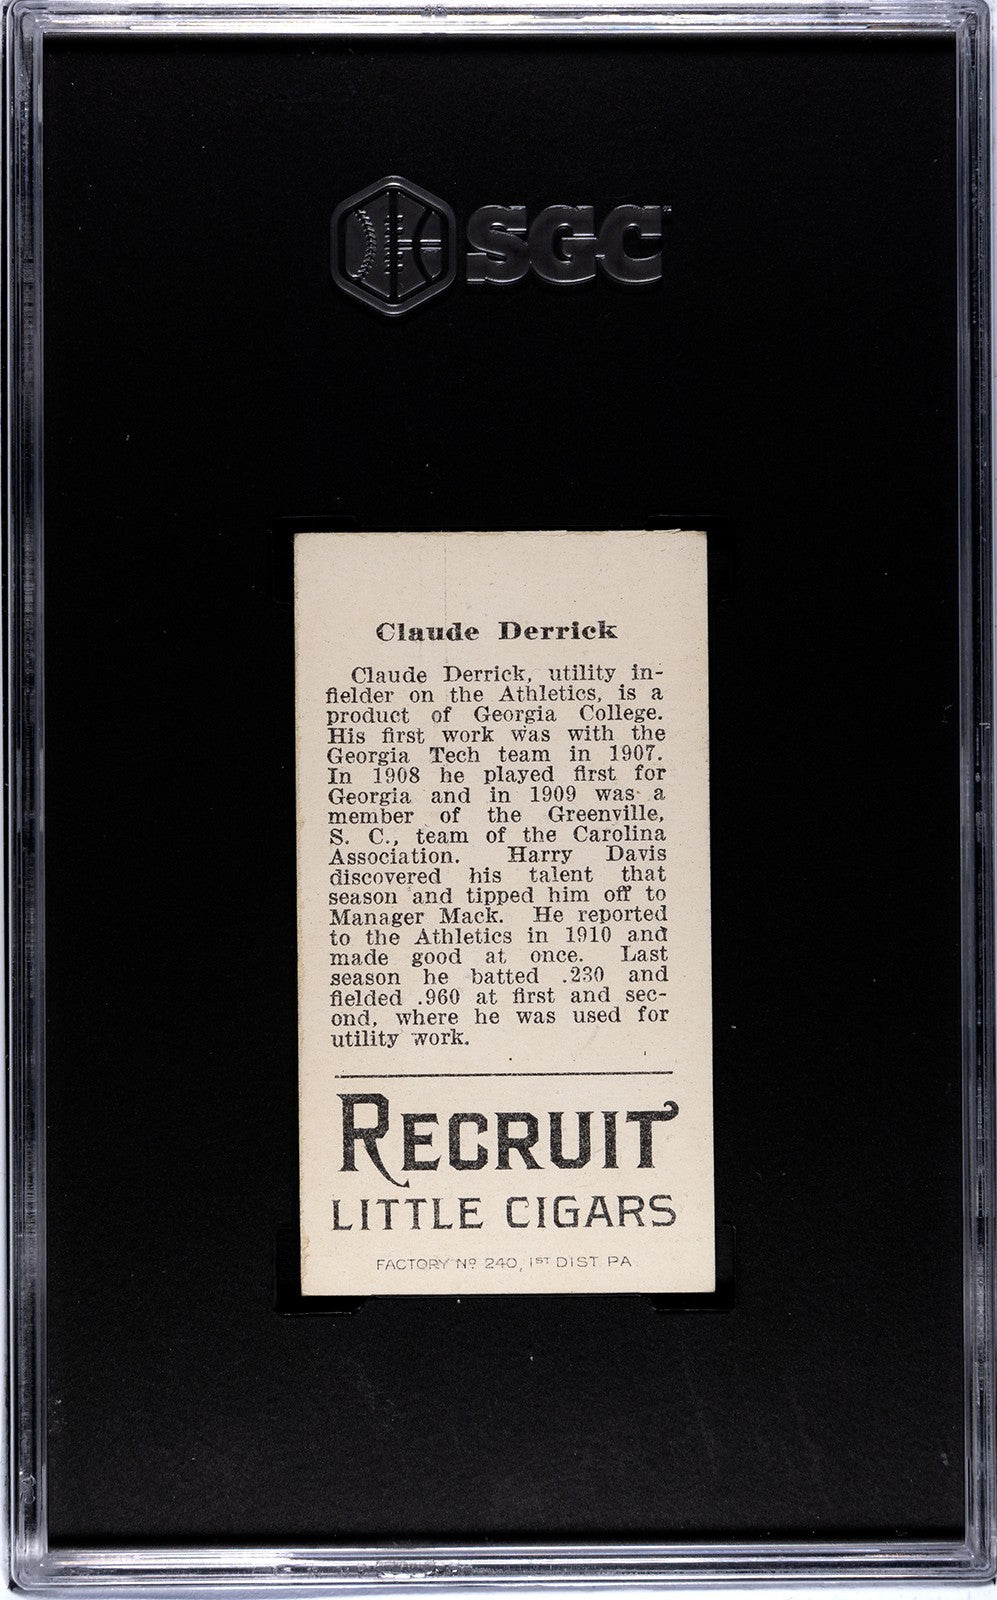 SGC
Claude Derrick
Claude Derrick, utility in-
fielder on the Athletics, is a
product of Georgia College.
His first work was with the
Georgia Tech team in 1907.
In 1908 he played first for
Georgia and in 1909 was a
member of the Greenville,
S. C., team of the Carolina
Association. Harry Davis
discovered his talent that
season and tipped him off to
Manager Mack. He reported
to the Athletics in 1910 and
made good at once. Last
season he batted .230 and
fielded .960 at first and sec-
ond, where he was used for
utility work.
RECRUIT
LITTLE CIGARS
FACTORY Nº 240, 1ST DIST. PA.